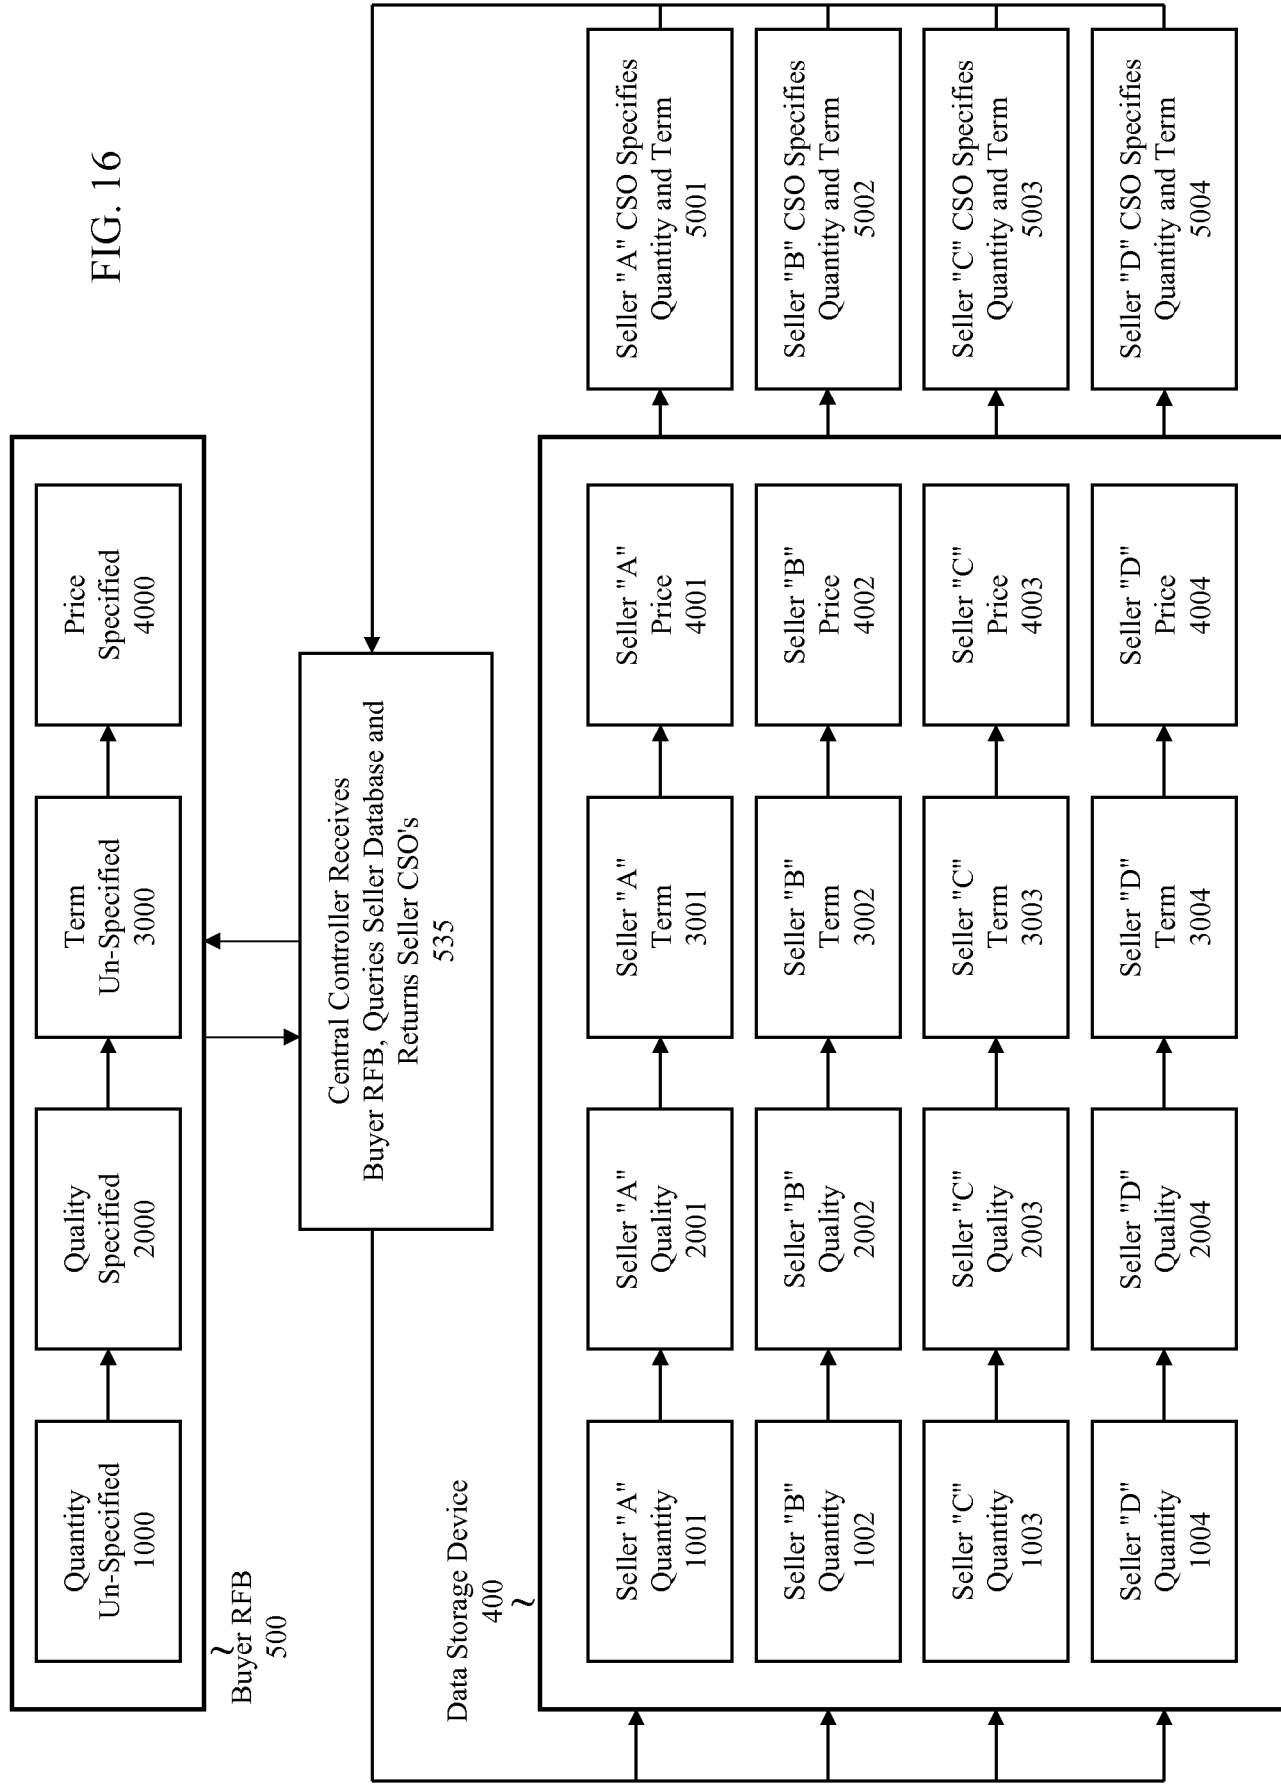 FIG. 16
Quantity
Un-Specified
1000
Quality
Specified
2000
Term
Un-Specified
3000
Price
Specified
4000
Buyer RFB
500
Central Controller Receives
Buyer RFB, Queries Seller Database and
Returns Seller CSO's
535
Data Storage Device
400
Seller "A"
Quantity
1001
Seller "A"
Quality
2001
Seller "A"
Term
3001
Seller "A"
Price
4001
Seller "A" CSO Specifies
Quantity and Term
5001
Seller "B"
Quantity
1002
Seller "B"
Quality
2002
Seller "B"
Term
3002
Seller "B"
Price
4002
Seller "B" CSO Specifies
Quantity and Term
5002
Seller "C"
Quantity
1003
Seller "C"
Quality
2003
Seller "C"
Term
3003
Seller "C"
Price
4003
Seller "C" CSO Specifies
Quantity and Term
5003
Seller "D"
Quantity
1004
Seller "D"
Quality
2004
Seller "D"
Term
3004
Seller "D"
Price
4004
Seller "D" CSO Specifies
Quantity and Term
5004